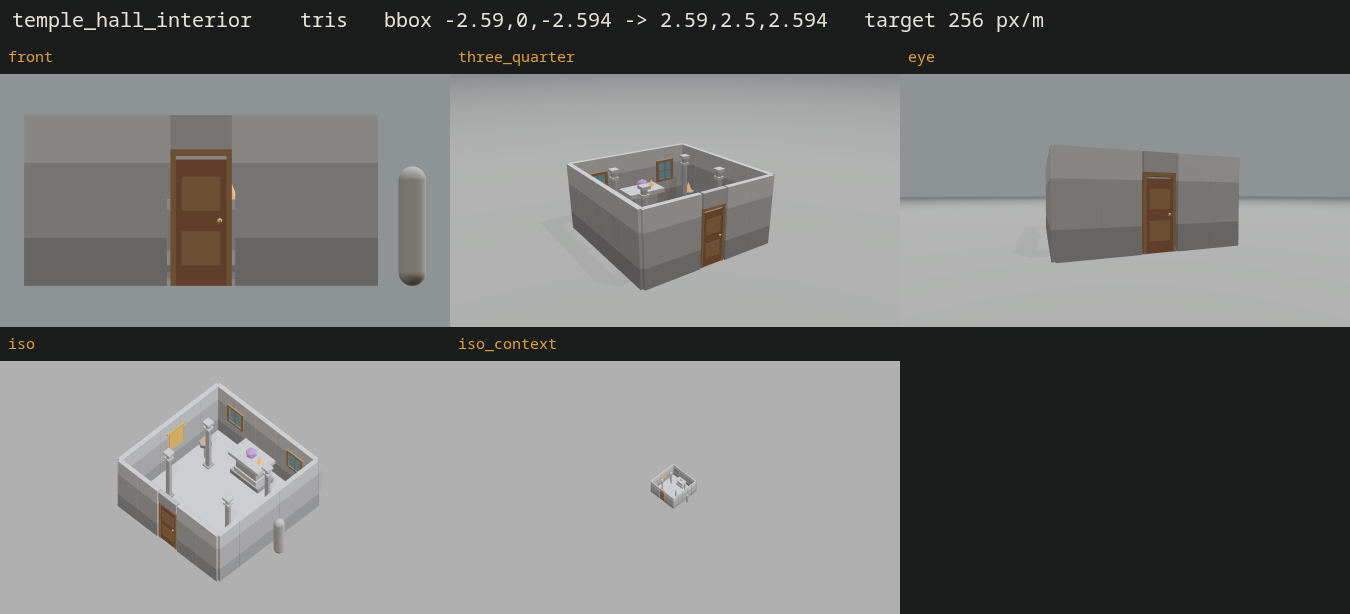 temple_hall_interior    tris   bbox -2.59,0,-2.594 -> 2.59,2.5,2.594   target 256 px/m
front
three_quarter
eye
iso
iso_context